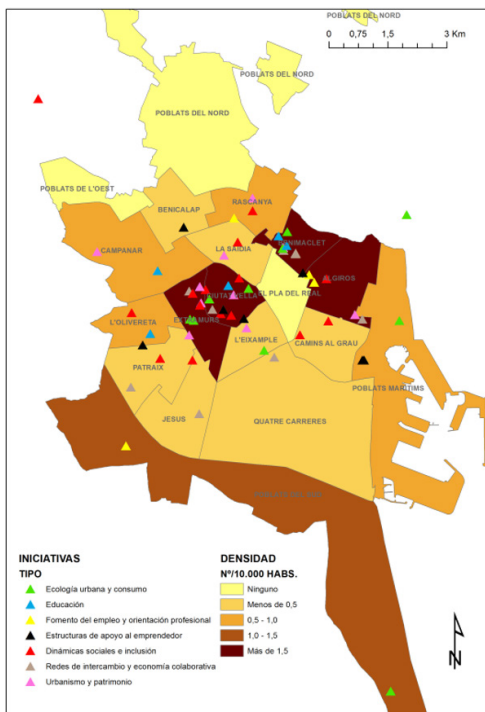 POBLATS DEL NORD
0 0,75 1,5 3 Km
POBLATS DEL NORD
POBLATS DEL NORD
POBLATS DE L'OEST
BENICALAP
RASCANYA
CAMPANAR
LA SAIDIA
BENIMACLET
ALGIROS
CIUTAT VELLA
EL PLA DEL REAL
L'OLIVERETA
EXTRAMURS
L'EIXAMPLE
CAMINS AL GRAU
PATRAIX
POBLATS MARITIMS
JESUS
QUATRE CARRERES
INICIATIVAS
TIPO
Ecología urbana y consumo
Educación
Fomento del empleo y orientación profesional
Estructuras de apoyo al emprendedor
Dinámicas sociales e inclusión
Redes de intercambio y economía colaborativa
Urbanismo y patrimonio
DENSIDAD
Nº/10.000 HABS.
Ninguno
Menos de 0,5
0,5 - 1,0
1,0 - 1,5
Más de 1,5
N